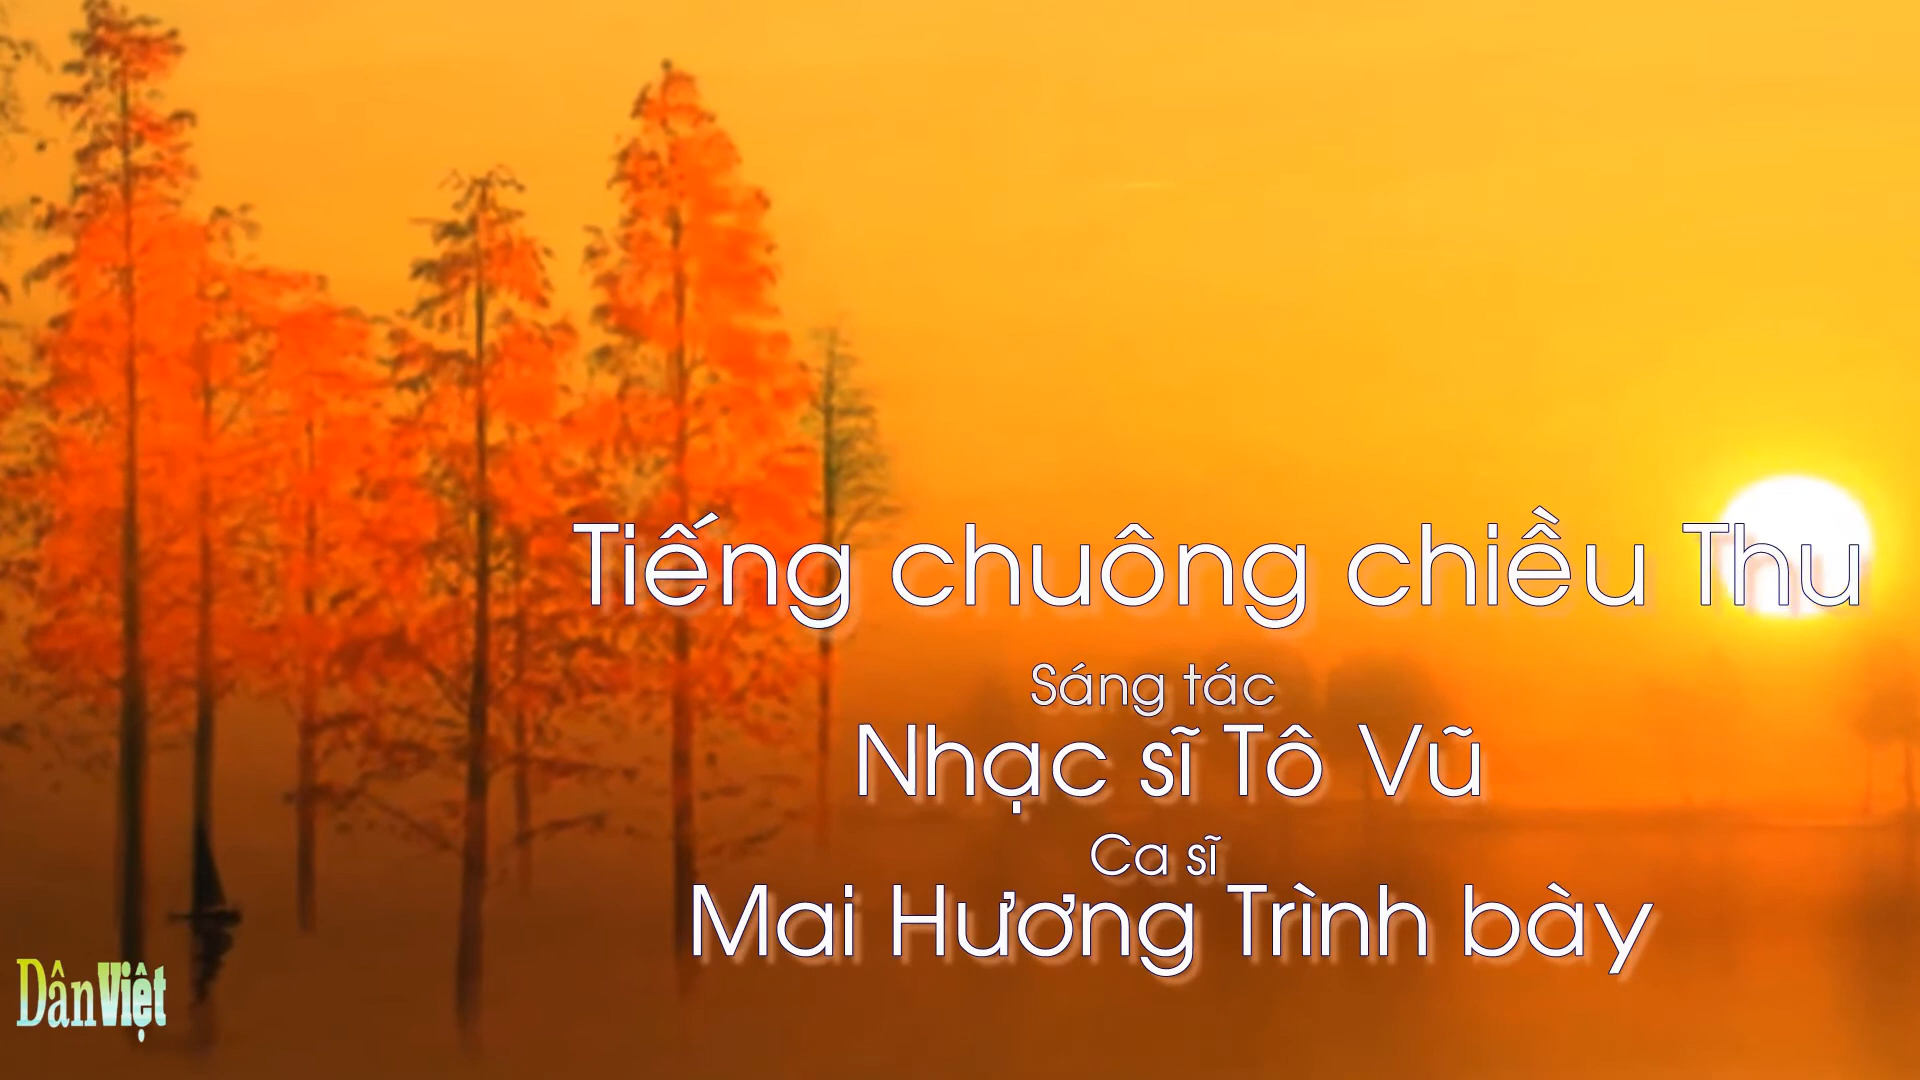 Tiếng chuông chiều Thu
Sáng tác
Nhạc sĩ Tô Vũ
Ca sĩ
Mai Hương Trình bày
DânViệt